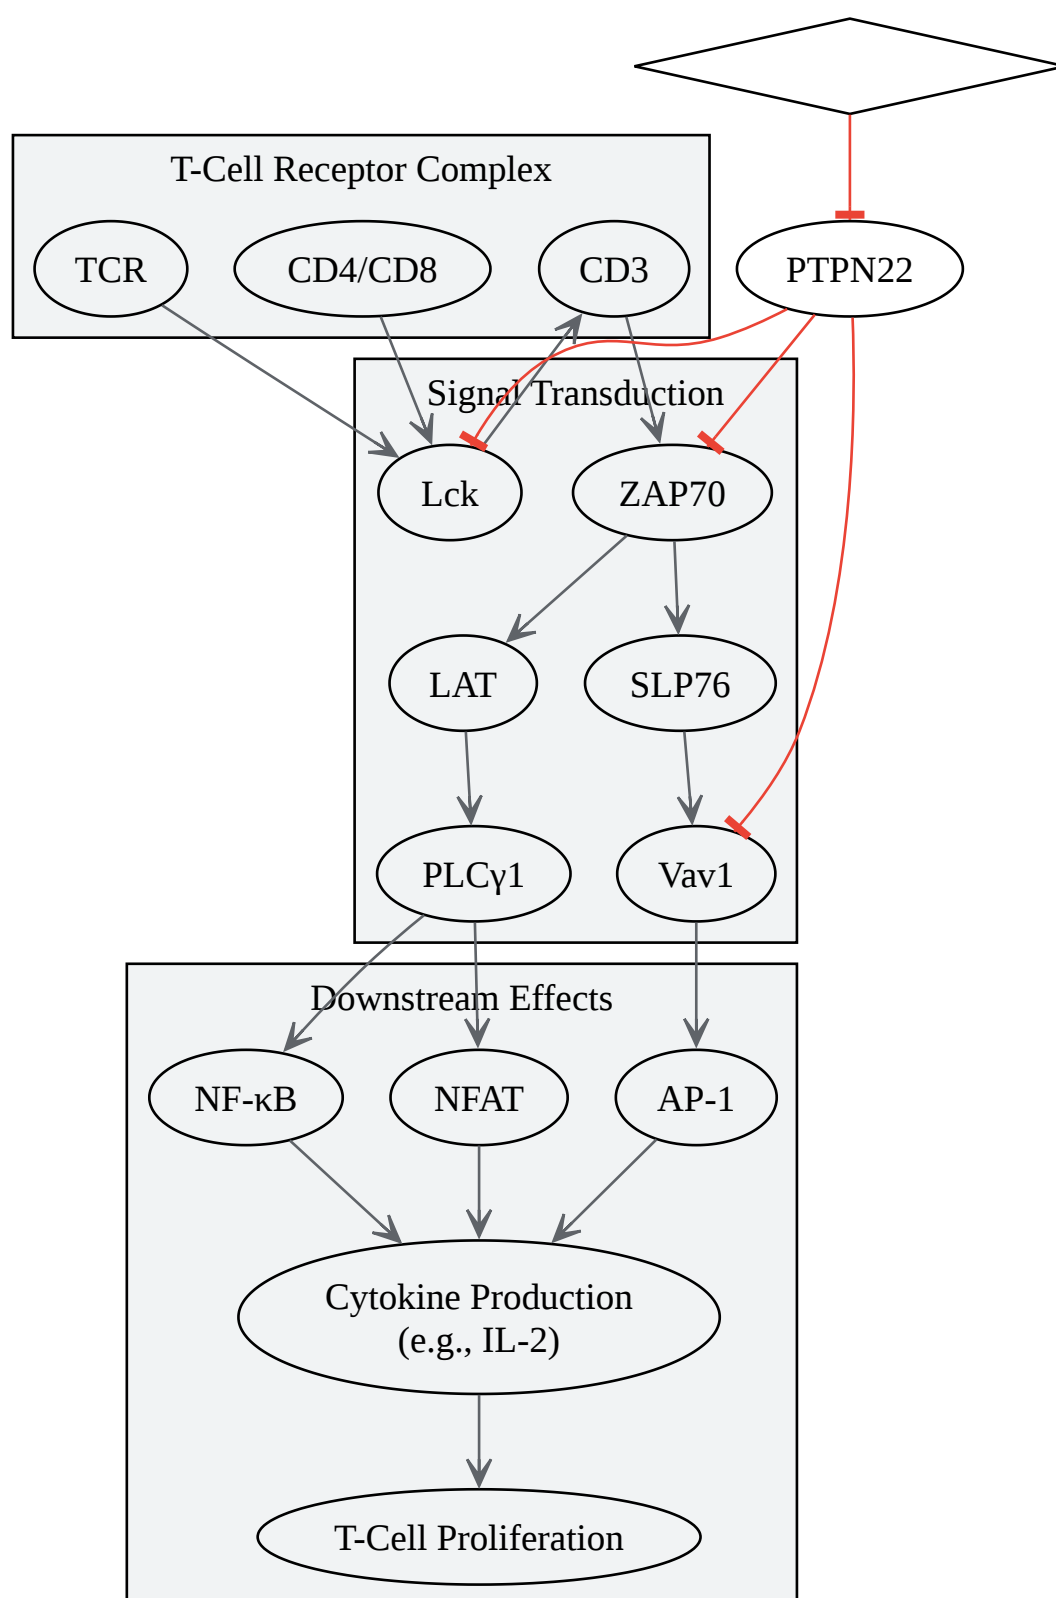 T-Cell Receptor Complex
TCR
CD4/CD8
CD3
PTPN22
Signal Transduction
Lck
ZAP70
LAT
SLP76
PLCγ1
Vav1
Downstream Effects
NF-κB
NFAT
AP-1
Cytokine Production
(e.g., IL-2)
T-Cell Proliferation